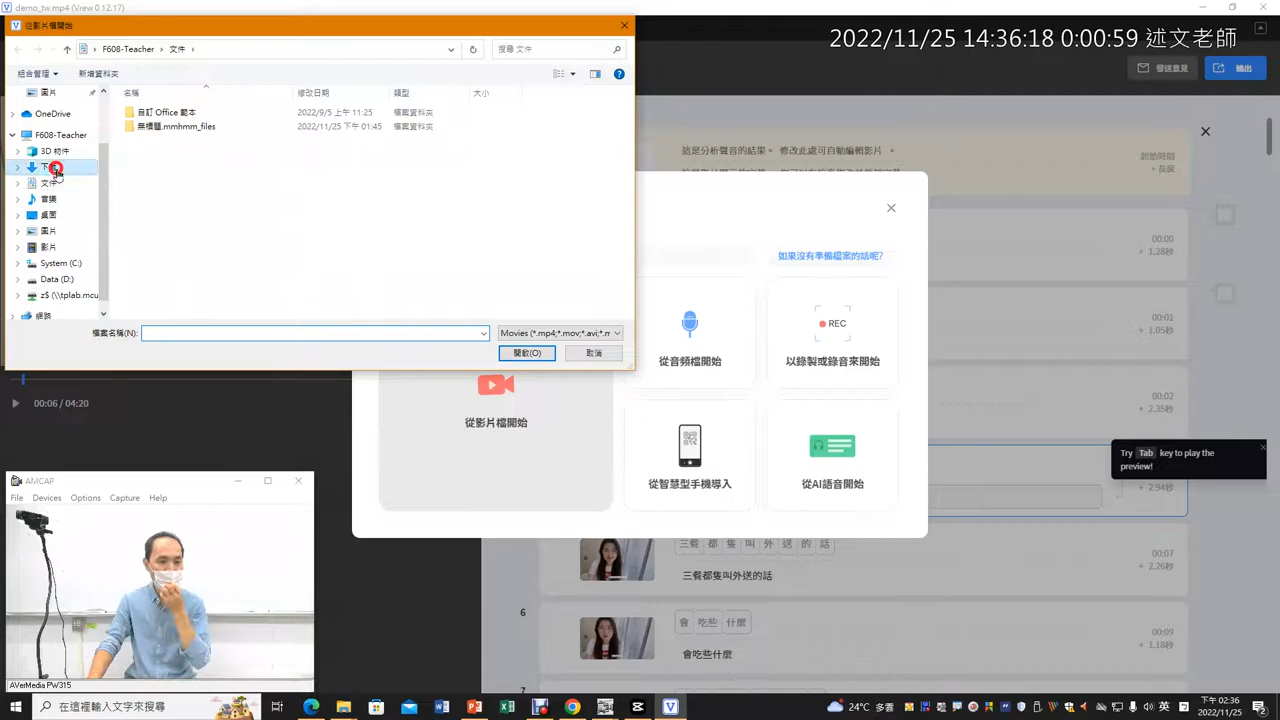 demo_tw.mp4 (Vrew 0.12.17)
從影片檔開始
2022/11/25 14:36:18 0:00:59 述文老師
F608-Teacher › 文件 ›
搜尋 文件
組合管理
新增資料夾
發送意見
輸出
名稱
修改日期
類型
大小
圖片
OneDrive
F608-Teacher
3D 物件
文件
音樂
桌面
圖片
影片
System (C:)
Data (D:)
z$ (\\tplab.mcu
網路
自訂 Office 範本
2022/9/5 上午 11:25
檔案資料夾
無標題.mmhmm_files
2022/11/25 下午 01:45
檔案資料夾
檔案名稱(N):
Movies (*.mp4;*.mov;*.avi;*.m
開啟(O)
取消
這是分析聲音的結果。 修改此處可自動編輯影片 。
起始時間
+ 長度
如果沒有準備檔案的話呢?
REC
從音頻檔開始
以錄製或錄音來開始
從影片檔開始
從智慧型手機導入
從AI語音開始
00:00
+ 1.28秒
00:01
+ 1.05秒
00:02
+ 2.35秒
Try Tab key to play the
preview!
+ 2.94秒
00:06 / 04:20
三餐 都 隻 叫 外 送 的 話
三餐都隻叫外送的話
00:07
+ 2.26秒
6
會 吃些 什麼
會吃些什麼
00:09
+ 1.18秒
7
AMCAP
File Devices Options Capture Help
AVerMedia PW315
在這裡輸入文字來搜尋
24°C 多雲
英
下午 02:36
2022/11/25